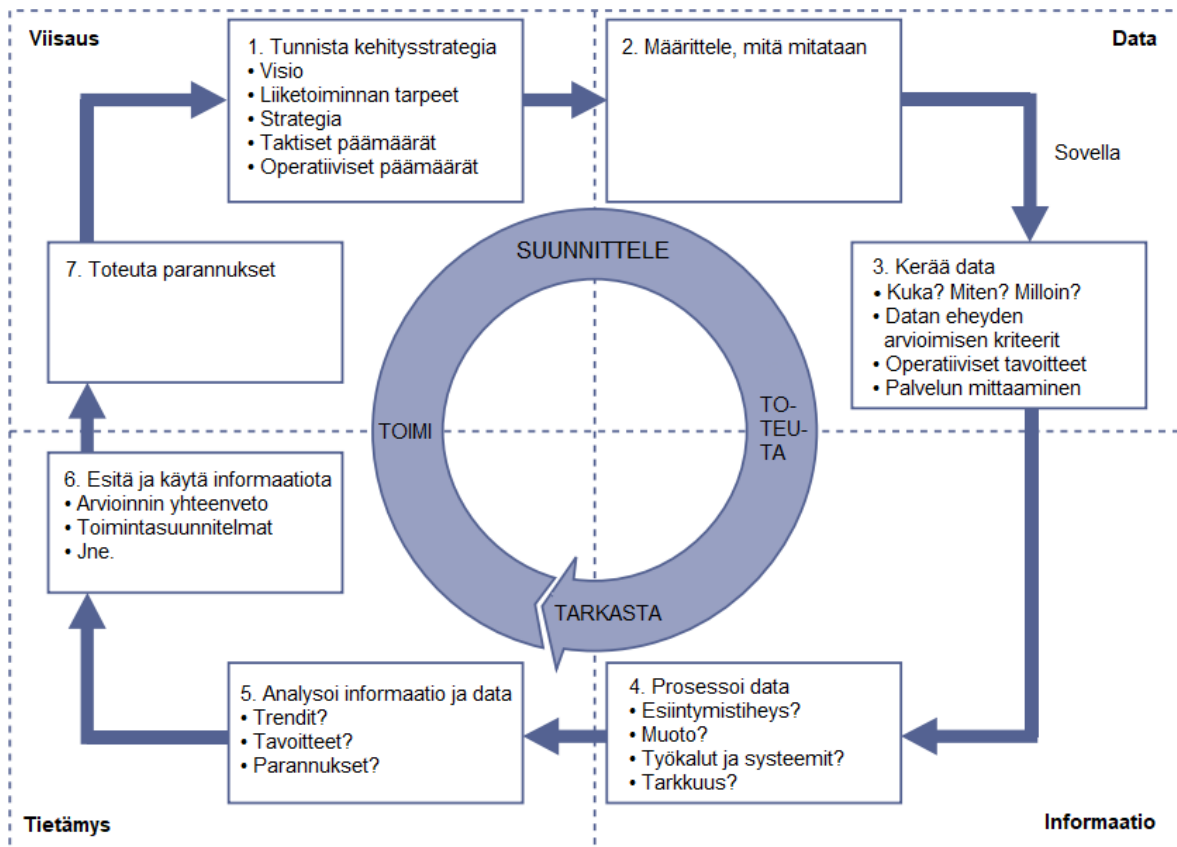 Viisaus
1. Tunnista kehitysstrategia
• Visio
• Liiketoiminnan tarpeet
• Strategia
• Taktiset päämäärät
• Operatiiviset päämäärät
2. Määrittele, mitä mitataan
Data
Sovella
7. Toteuta parannukset
SUUNNITTELE
3. Kerää data
• Kuka? Miten? Milloin?
• Datan eheyden
arvioimisen kriteerit
• Operatiiviset tavoitteet
• Palvelun mittaaminen
TOIMI
TO-
TEU-
TA
6. Esitä ja käytä informaatiota
• Arvioinnin yhteenveto
• Toimintasuunnitelmat
• Jne.
TARKASTA
5. Analysoi informaatio ja data
• Trendit?
• Tavoitteet?
• Parannukset?
4. Prosessoi data
• Esiintymistiheys?
• Muoto?
• Työkalut ja systeemit?
• Tarkkuus?
Tietämys
Informaatio